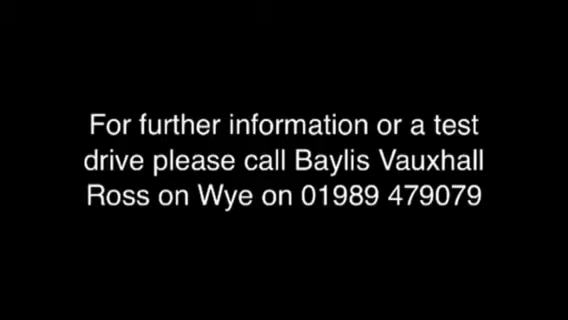 For further information or a test
drive please call Baylis Vauxhall
Ross on Wye on 01989 479079